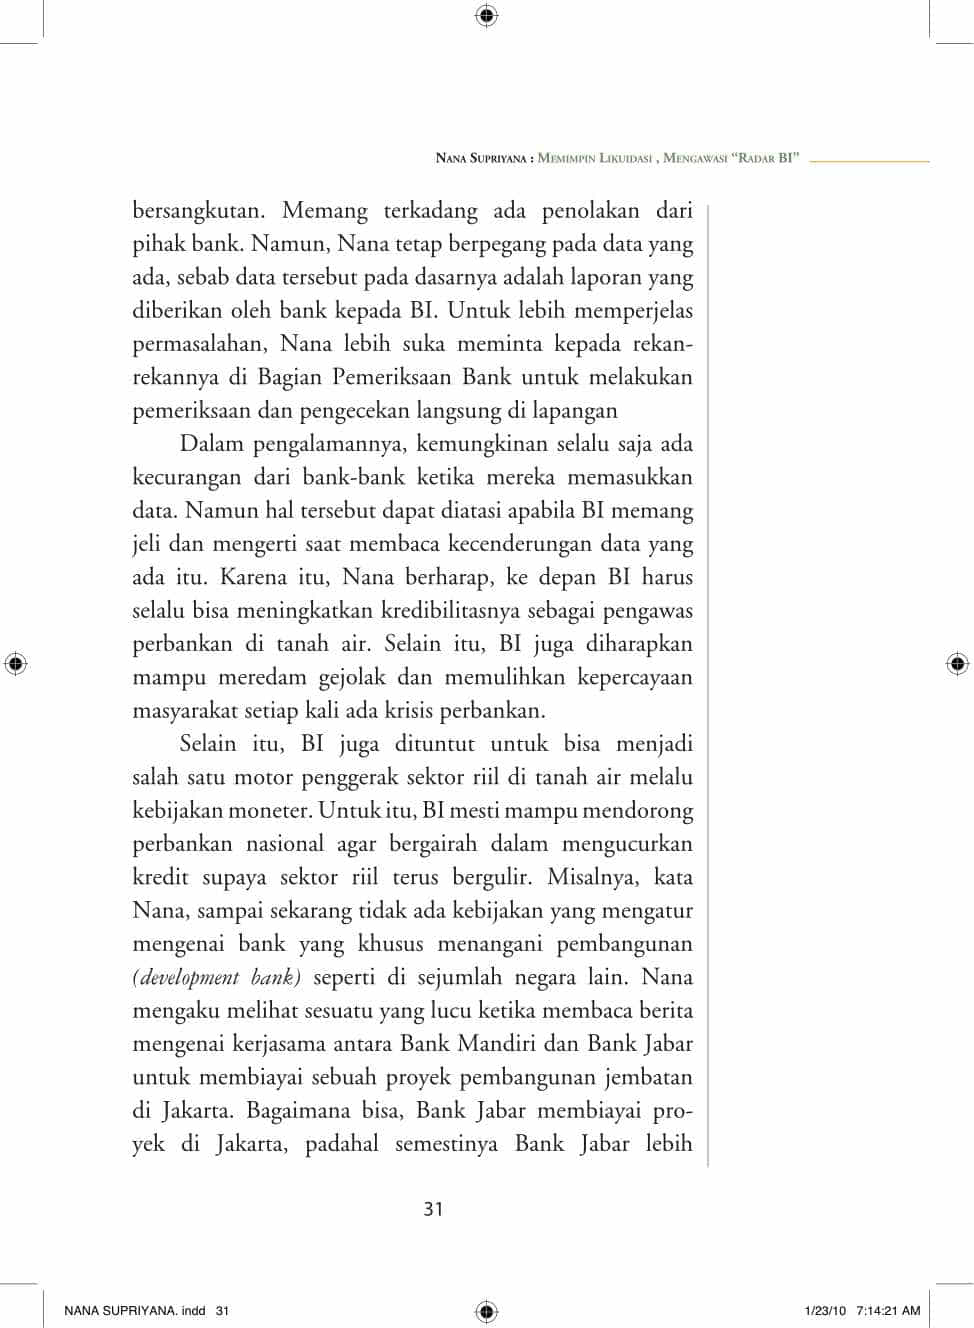 Nana Supriyana : Memimpin Likuidasi , Mengawasi “Radar BI”
bersangkutan. Memang terkadang ada penolakan dari
pihak bank. Namun, Nana tetap berpegang pada data yang
ada, sebab data tersebut pada dasarnya adalah laporan yang
diberikan oleh bank kepada BI. Untuk lebih memperjelas
permasalahan, Nana lebih suka meminta kepada rekan-
rekannya di Bagian Pemeriksaan Bank untuk melakukan
pemeriksaan dan pengecekan langsung di lapangan
Dalam pengalamannya, kemungkinan selalu saja ada
kecurangan dari bank-bank ketika mereka memasukkan
data. Namun hal tersebut dapat diatasi apabila BI memang
jeli dan mengerti saat membaca kecenderungan data yang
ada itu. Karena itu, Nana berharap, ke depan BI harus
selalu bisa meningkatkan kredibilitasnya sebagai pengawas
perbankan di tanah air. Selain itu, BI juga diharapkan
mampu meredam gejolak dan memulihkan kepercayaan
masyarakat setiap kali ada krisis perbankan.
Selain itu, BI juga dituntut untuk bisa menjadi
salah satu motor penggerak sektor riil di tanah air melalu
kebijakan moneter. Untuk itu, BI mesti mampu mendorong
perbankan nasional agar bergairah dalam mengucurkan
kredit supaya sektor riil terus bergulir. Misalnya, kata
Nana, sampai sekarang tidak ada kebijakan yang mengatur
mengenai bank yang khusus menangani pembangunan
(development bank) seperti di sejumlah negara lain. Nana
mengaku melihat sesuatu yang lucu ketika membaca berita
mengenai kerjasama antara Bank Mandiri dan Bank Jabar
untuk membiayai sebuah proyek pembangunan jembatan
di Jakarta. Bagaimana bisa, Bank Jabar membiayai pro-
yek di Jakarta, padahal semestinya Bank Jabar lebih
31
NANA SUPRIYANA. indd 31
1/23/10 7:14:21 AM